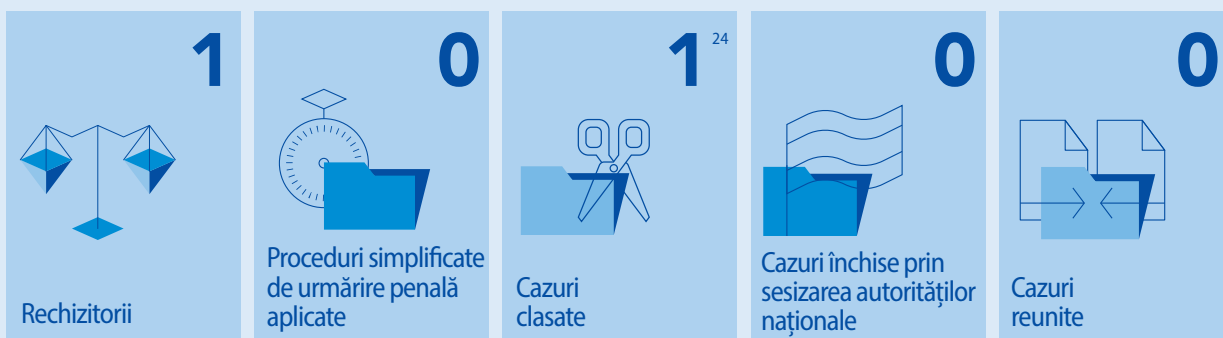 1
Rechizitorii
0
Proceduri simplificate
de urmărire penală
aplicate
1 24
Cazuri
clasate
0
Cazuri închise prin
sesizarea autorităților
naționale
0
Cazuri
reunite